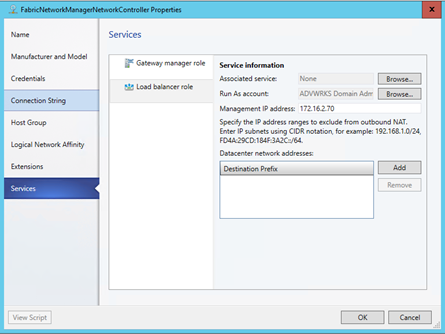 FabricNetworkManagerNetworkController Properties
x
Name
Manufacturer and Model
Credentials
Connection String
Host Group
Logical Network Affinity
Extensions
Services
Services
Gateway manager role
Load balancer role
Service information
Associated service: None Browse...
Run As account: ADVWRKS Domain Adm Browse...
Management IP address: 172.16.2.70
Specify the IP address ranges to exclude from outbound NAT.
Enter IP subnets using CIDR notation, for example: 192.168.1.0/24,
FD4A:29CD:184F:3A2C::/64.
Datacenter network addresses:
Destination Prefix
Add
Remove
View Script
OK
Cancel